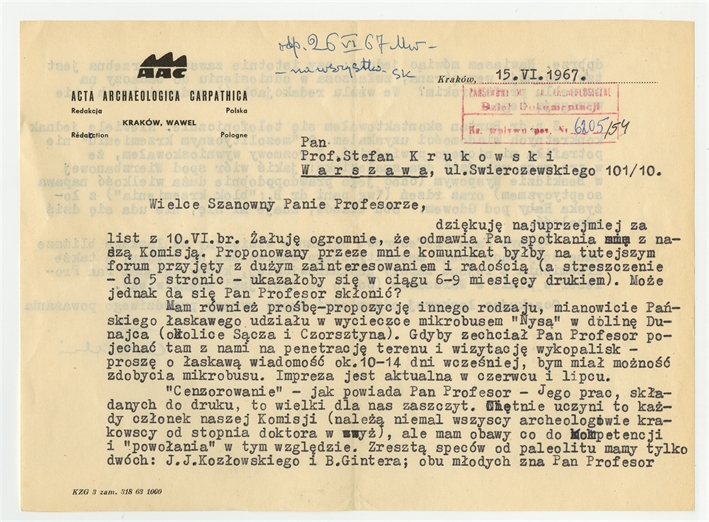 odp. 26 VI 67 Mw-
- na wszystko. SK
AAC
ACTA ARCHAEOLOGICA CARPATHICA
Redakcja Polska
KRAKÓW, WAWEL
Rédaction Pologne
Kraków, 15.VI.1967.
Dział Dokumentacji
Ks. wpływu poz. Nr 6205/54
Pan
Prof.Stefan Krukowski
Warszawa, ul.Swierczewskiego 101/10.
Wielce Szanowny Panie Profesorze,
dziękuję najuprzejmiej za
list z 10.VI.br. Żałuję ogromnie, że odmawia Pan spotkania z na-
szą Komisją. Proponowany przeze mnie komunikat byłby na tutejszym
forum przyjęty z dużym zainteresowaniem i radością (a streszczenie
- do 5 stronic - ukazałoby się w ciągu 6-9 miesięcy drukiem). Może
jednak da się Pan Profesor skłonić?
Mam również prośbę-propozycję innego rodzaju, mianowicie Pań-
skiego łaskawego udziału w wycieczce mikrobusem "Nysą" w dolinę Du-
najca (okolice Sącza i Czorsztyna). Gdyby zechciał Pan Profesor po-
jechać tam z nami na penetrację terenu i wizytację wykopalisk -
proszę o łaskawą wiadomość ok.10-14 dni wcześniej, bym miał możność
zdobycia mikrobusu. Impreza jest aktualna w czerwcu i lipcu.
"Cenzorowanie" - jak powiada Pan Profesor - Jego prac, skła-
danych do druku, to wielki dla nas zaszczyt. Chętnie uczyni to każ-
dy członek naszej Komisji (należą niemal wszyscy archeologowie kra-
kowscy od stopnia doktora w wyż), ale mam obawy co do kompetencji
i "powołania" w tym względzie. Zresztą speców od paleolitu mamy tylko
dwóch: J.J.Kozłowskiego i B.Gintera; obu młodych zna Pan Profesor
KZG 3 zam. 318 63 1000